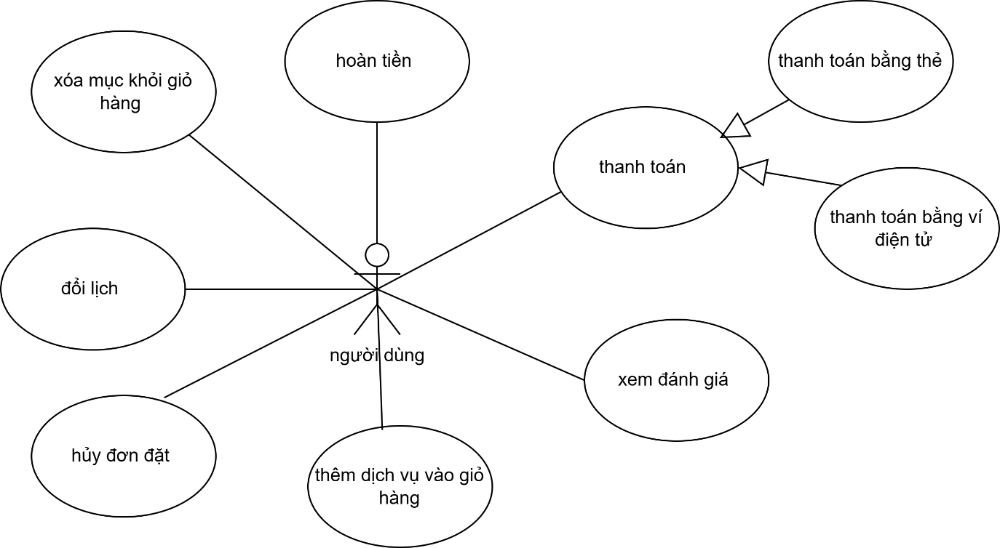 hoàn tiền
thanh toán bằng thẻ
xóa mục khỏi giỏ
hàng
thanh toán
thanh toán bằng ví
điện tử
đổi lịch
người dùng
xem đánh giá
hủy đơn đặt
thêm dịch vụ vào giỏ
hàng